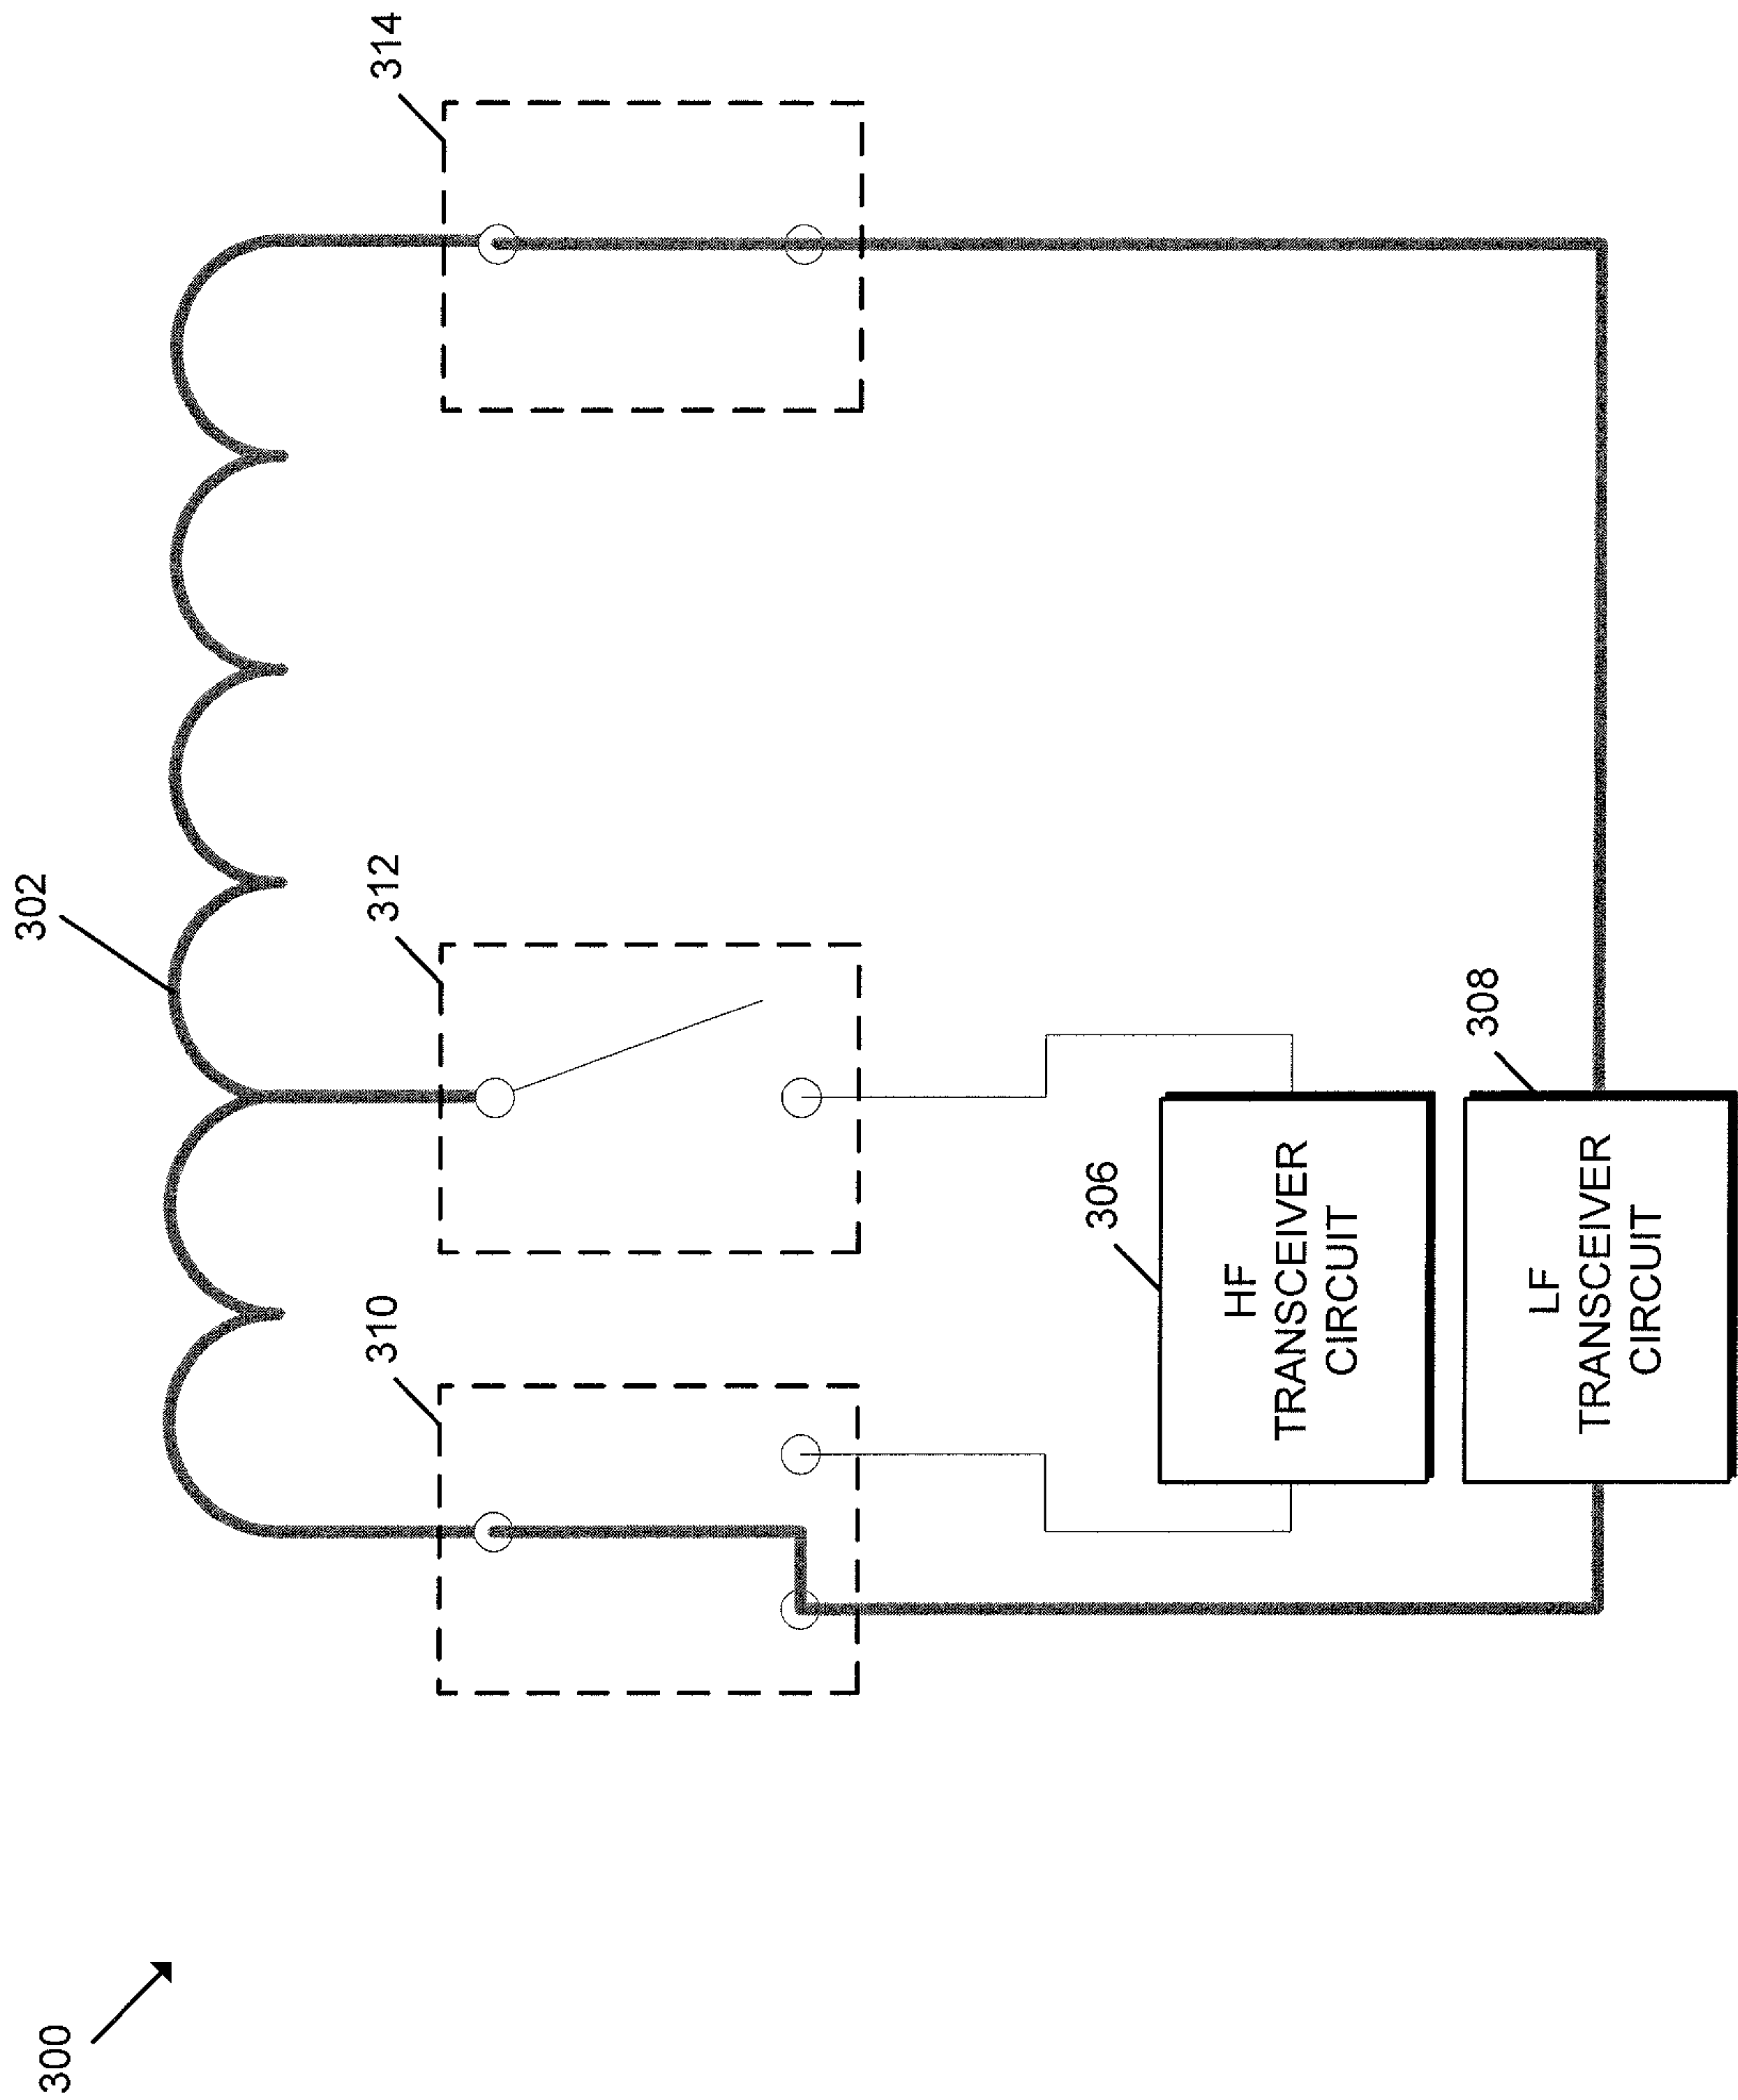 300
302
310
312
314
306
HF
TRANSCEIVER
CIRCUIT
308
LF
TRANSCEIVER
CIRCUIT